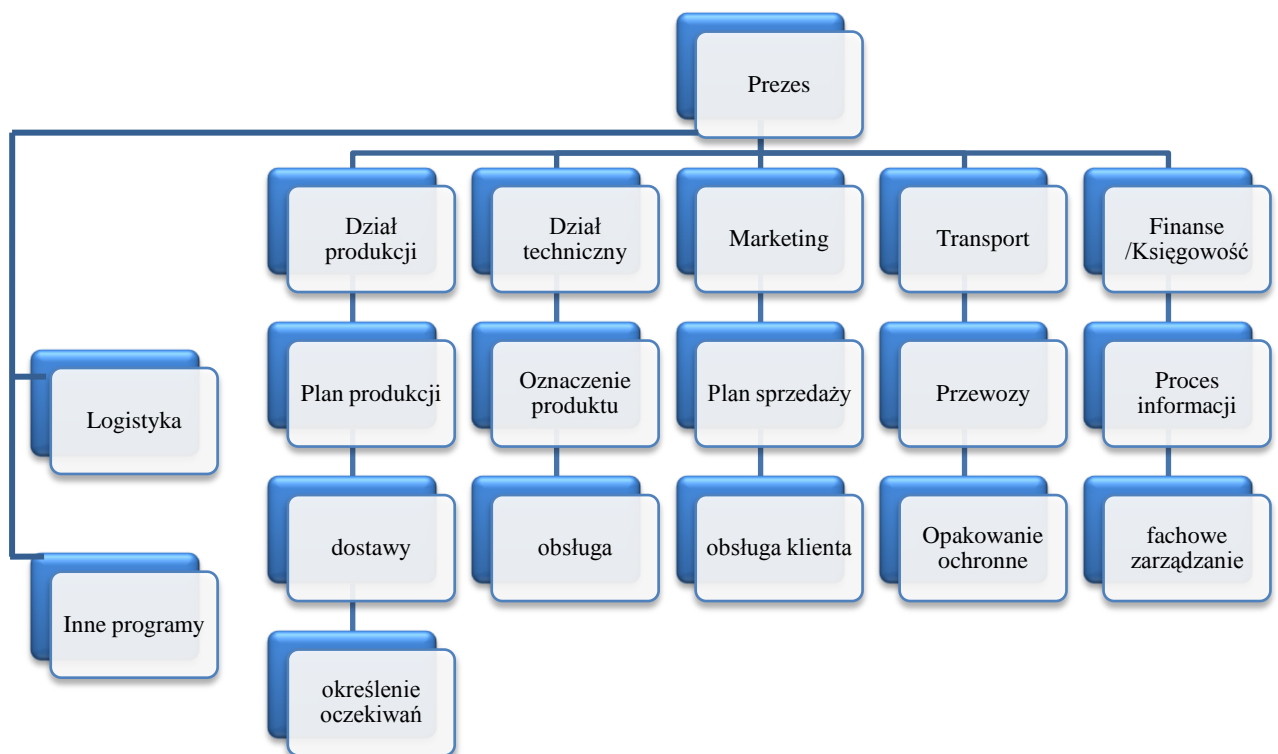 Prezes
Dział
produkcji
Dział
techniczny
Marketing
Transport
Finanse
/Księgowość
Logistyka
Plan produkcji
Oznaczenie
produktu
Plan sprzedaży
Przewozy
Proces
informacji
dostawy
obsługa
obsługa klienta
Opakowanie
ochronne
fachowe
zarządzanie
Inne programy
określenie
oczekiwań